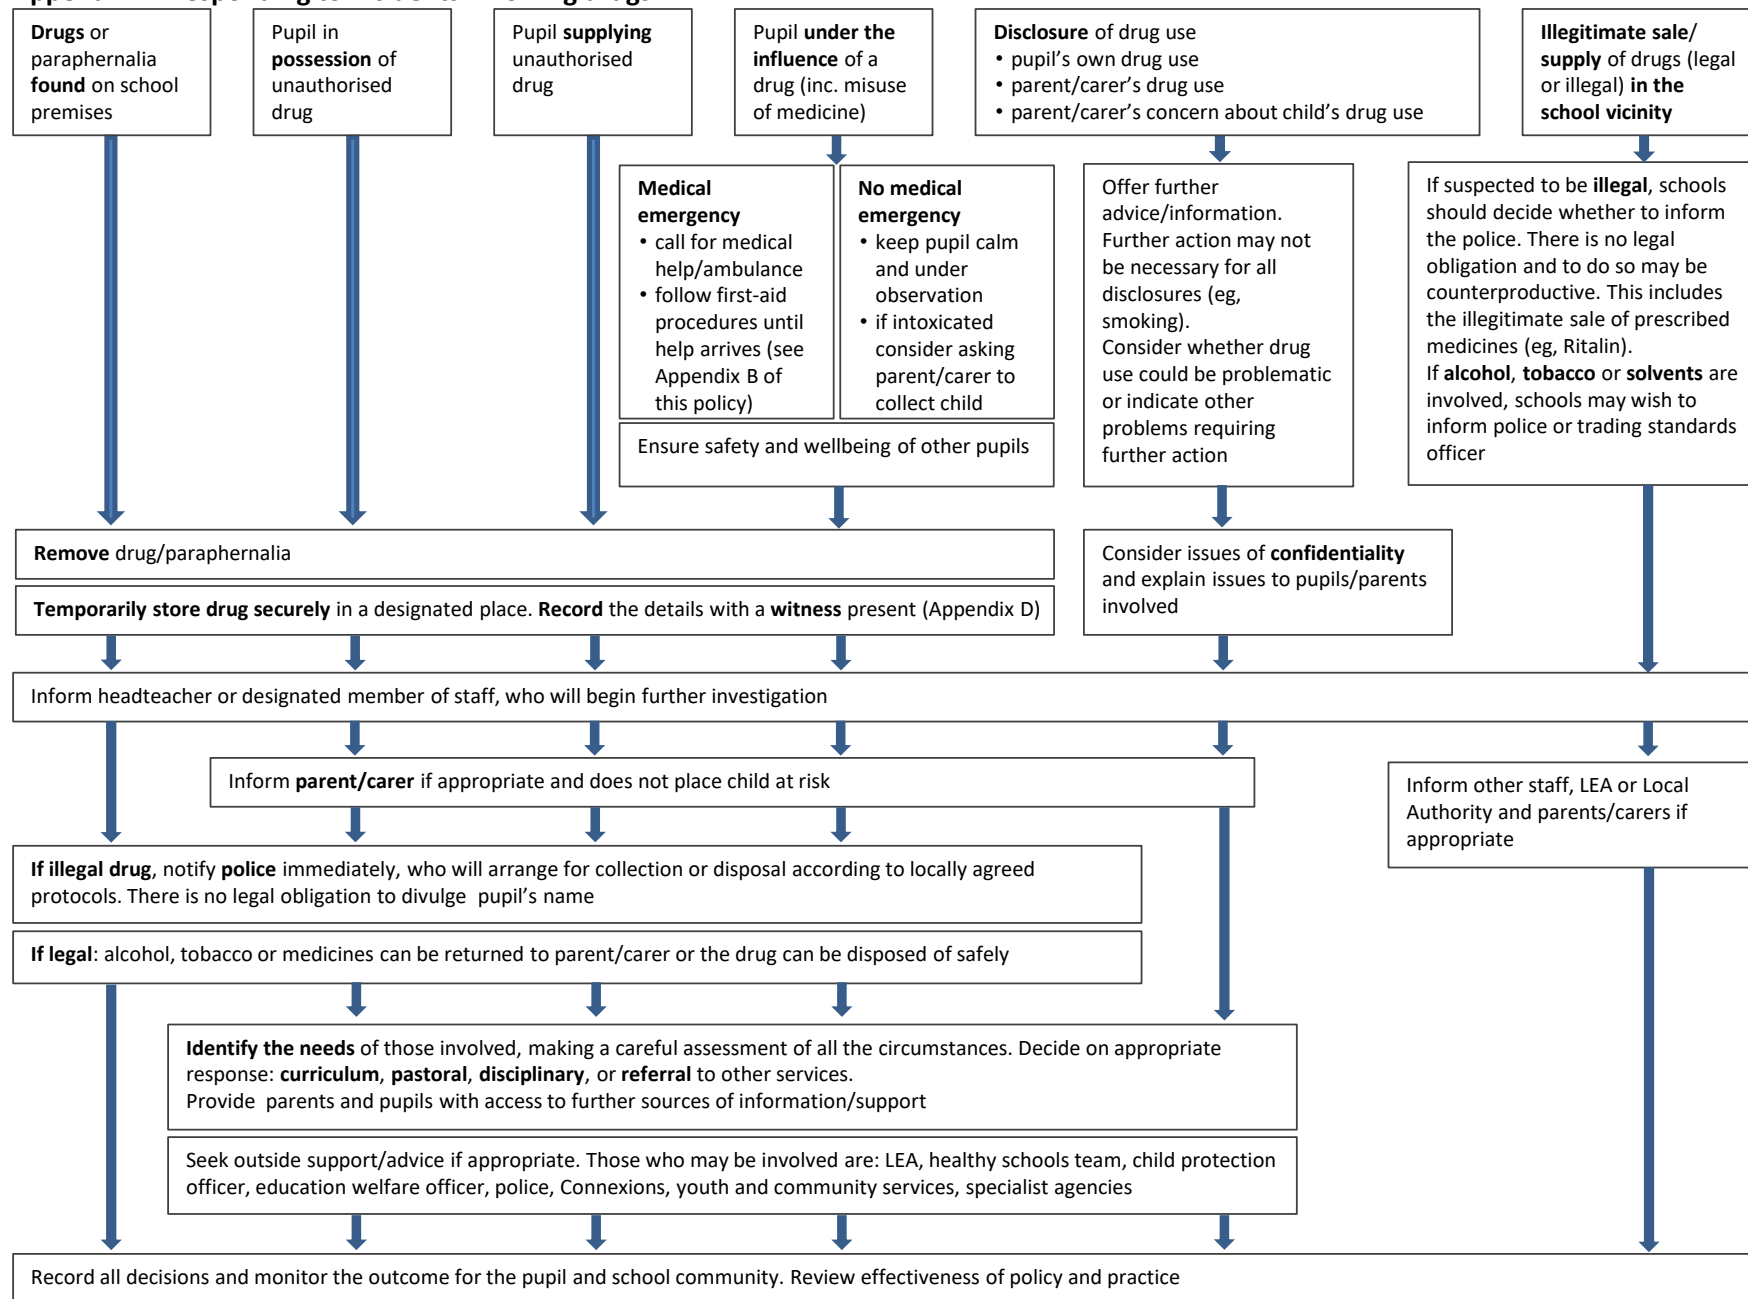 Drugs or
paraphernalia
found on school
premises
Pupil in
possession of
unauthorised
drug
Pupil supplying
unauthorised
drug
Pupil under the
influence of a
drug (inc. misuse
of medicine)
Disclosure of drug use
• pupil's own drug use
• parent/carer's drug use
• parent/carer's concern about child's drug use
Illegitimate sale/
supply of drugs (legal
or illegal) in the
school vicinity
Medical
emergency
• call for medical
help/ambulance
• follow first-aid
procedures until
help arrives (see
Appendix B of
this policy)
No medical
emergency
• keep pupil calm
and under
observation
• if intoxicated
consider asking
parent/carer to
collect child
Ensure safety and wellbeing of other pupils
Offer further
advice/information.
Further action may not
be necessary for all
disclosures (eg,
smoking).
Consider whether drug
use could be problematic
or indicate other
problems requiring
further action
If suspected to be illegal, schools
should decide whether to inform
the police. There is no legal
obligation and to do so may be
counterproductive. This includes
the illegitimate sale of prescribed
medicines (eg, Ritalin).
If alcohol, tobacco or solvents are
involved, schools may wish to
inform police or trading standards
officer
Remove drug/paraphernalia
Temporarily store drug securely in a designated place. Record the details with a witness present (Appendix D)
Consider issues of confidentiality
and explain issues to pupils/parents
involved
Inform headteacher or designated member of staff, who will begin further investigation
Inform parent/carer if appropriate and does not place child at risk
Inform other staff, LEA or Local
Authority and parents/carers if
appropriate
If illegal drug, notify police immediately, who will arrange for collection or disposal according to locally agreed
protocols. There is no legal obligation to divulge pupil's name
If legal: alcohol, tobacco or medicines can be returned to parent/carer or the drug can be disposed of safely
Identify the needs of those involved, making a careful assessment of all the circumstances. Decide on appropriate
response: curriculum, pastoral, disciplinary, or referral to other services.
Provide parents and pupils with access to further sources of information/support
Seek outside support/advice if appropriate. Those who may be involved are: LEA, healthy schools team, child protection
officer, education welfare officer, police, Connexions, youth and community services, specialist agencies
Record all decisions and monitor the outcome for the pupil and school community. Review effectiveness of policy and practice